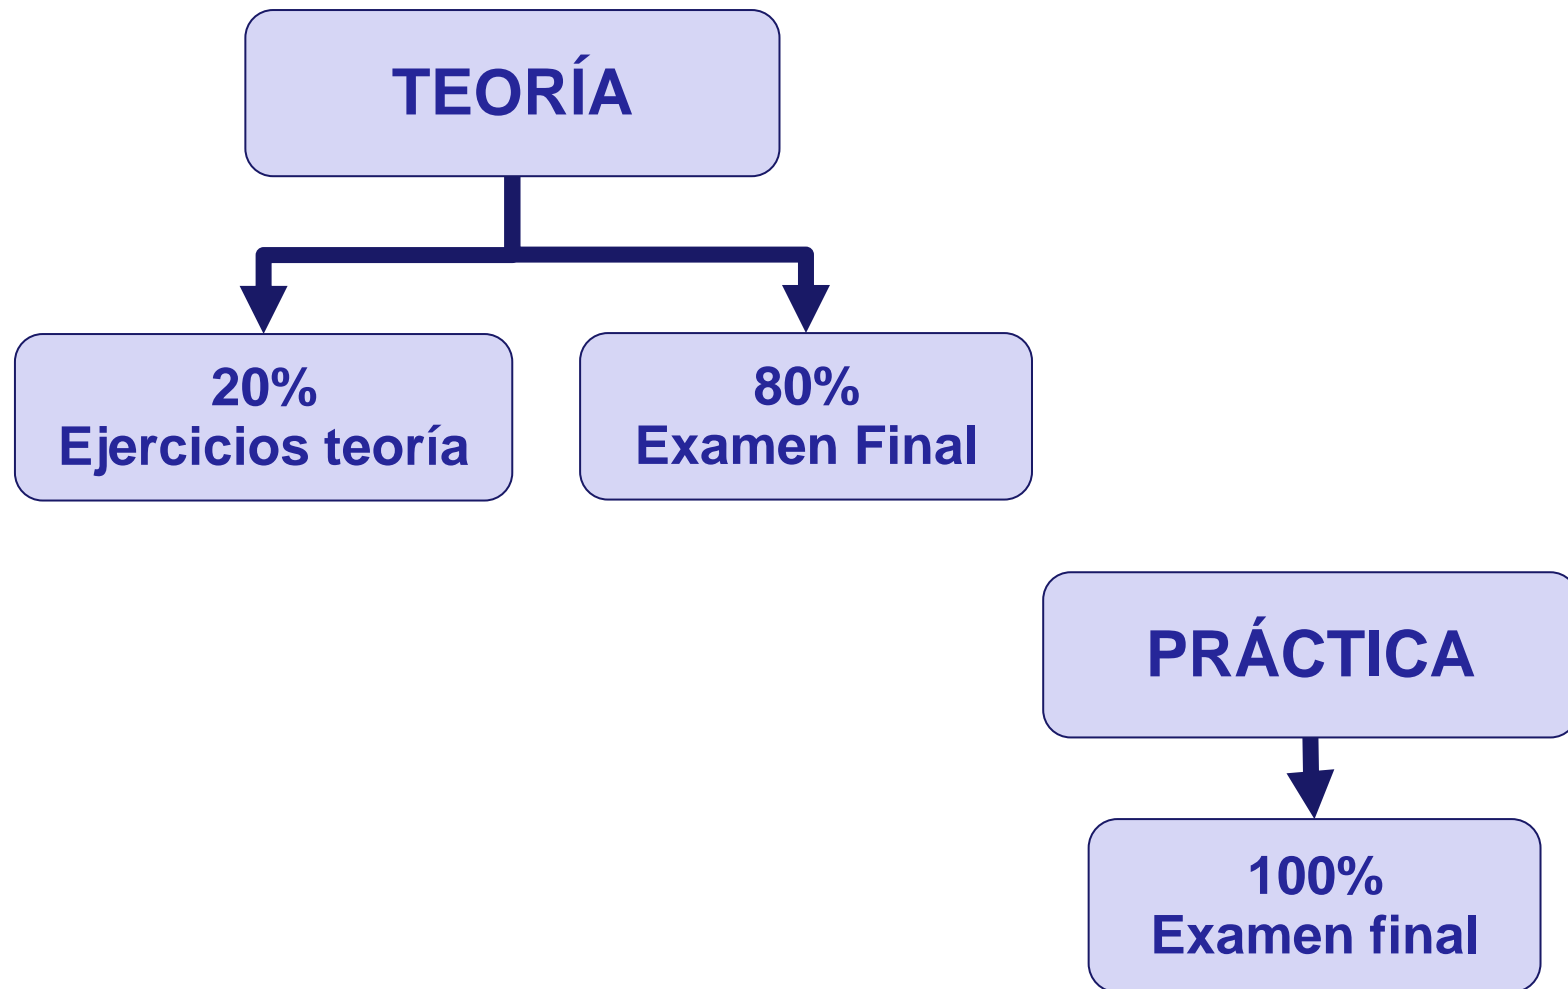 TEORÍA
20%
Ejercicios teoría
80%
Examen Final
PRÁCTICA
100%
Examen final